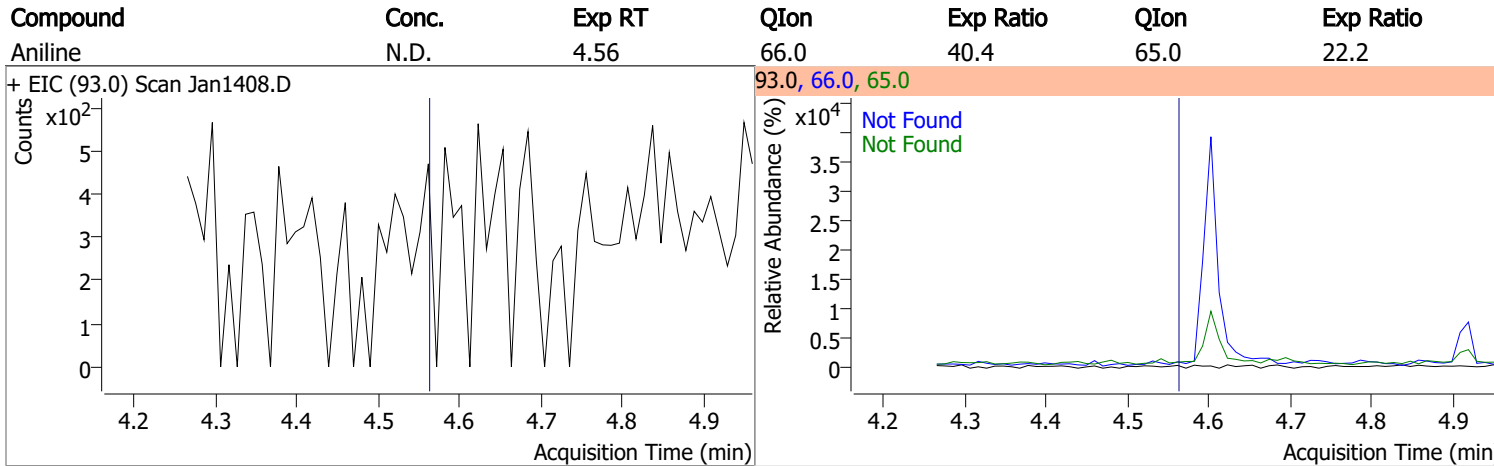 Compound Conc. Exp RT QIon Exp Ratio QIon Exp Ratio
Aniline N.D. 4.56 66.0 40.4 65.0 22.2
+ EIC (93.0) Scan Jan1408.D
Counts
x10²
5
4
3
2
1
0
4.2 4.3 4.4 4.5 4.6 4.7 4.8 4.9
Acquisition Time (min)
93.0, 66.0, 65.0
Relative Abundance (%)
x10⁴
Not Found
Not Found
3.5
3
2.5
2
1.5
1
0.5
0
4.2 4.3 4.4 4.5 4.6 4.7 4.8 4.9
Acquisition Time (min